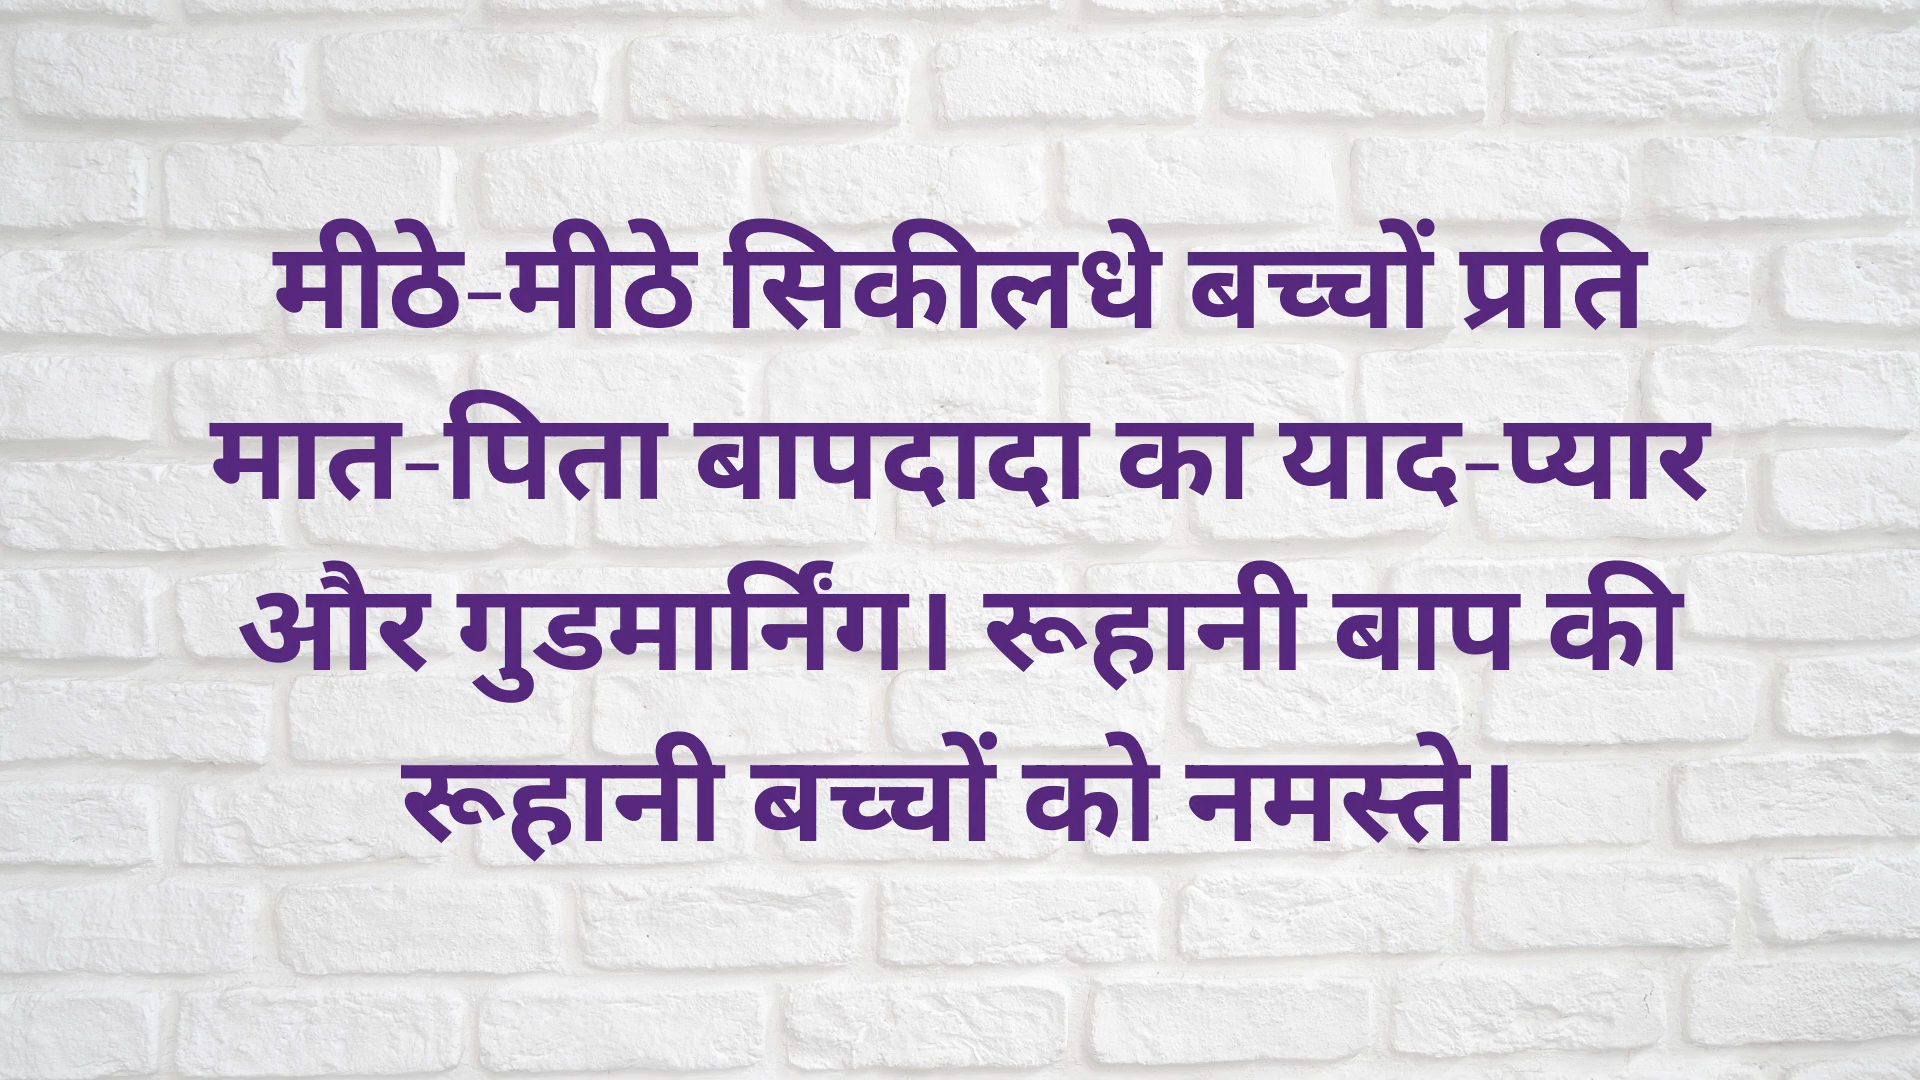 मीठे-मीठे सिकीलधे बच्चों प्रति
मात-पिता बापदादा का याद-प्यार
और गुडमार्निंग। रूहानी बाप की
रूहानी बच्चों को नमस्ते।